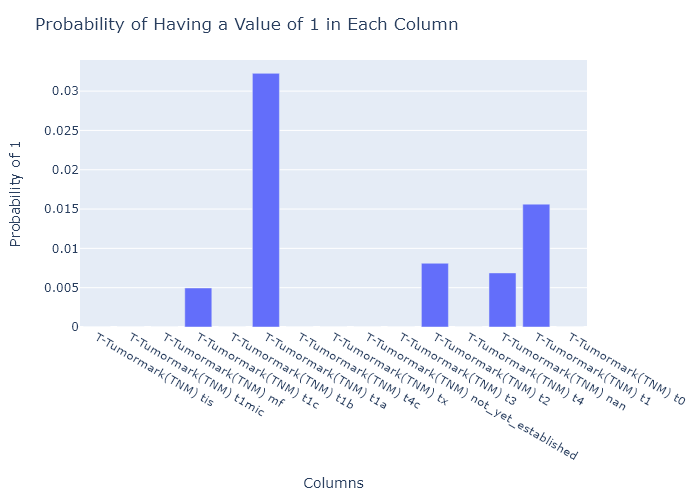 Probability of Having a Value of 1 in Each Column
Probability of 1
0.03
0.025
0.02
0.015
0.01
0.005
0
T-Tumormark(TNM) tis
T-Tumormark(TNM) t1mic
T-Tumormark(TNM) mf
T-Tumormark(TNM) t1c
T-Tumormark(TNM) t1b
T-Tumormark(TNM) t1a
T-Tumormark(TNM) t4c
T-Tumormark(TNM) tx
T-Tumormark(TNM) not_yet_established
T-Tumormark(TNM) t3
T-Tumormark(TNM) t2
T-Tumormark(TNM) t4
T-Tumormark(TNM) nan
T-Tumormark(TNM) t1
T-Tumormark(TNM) t0
Columns